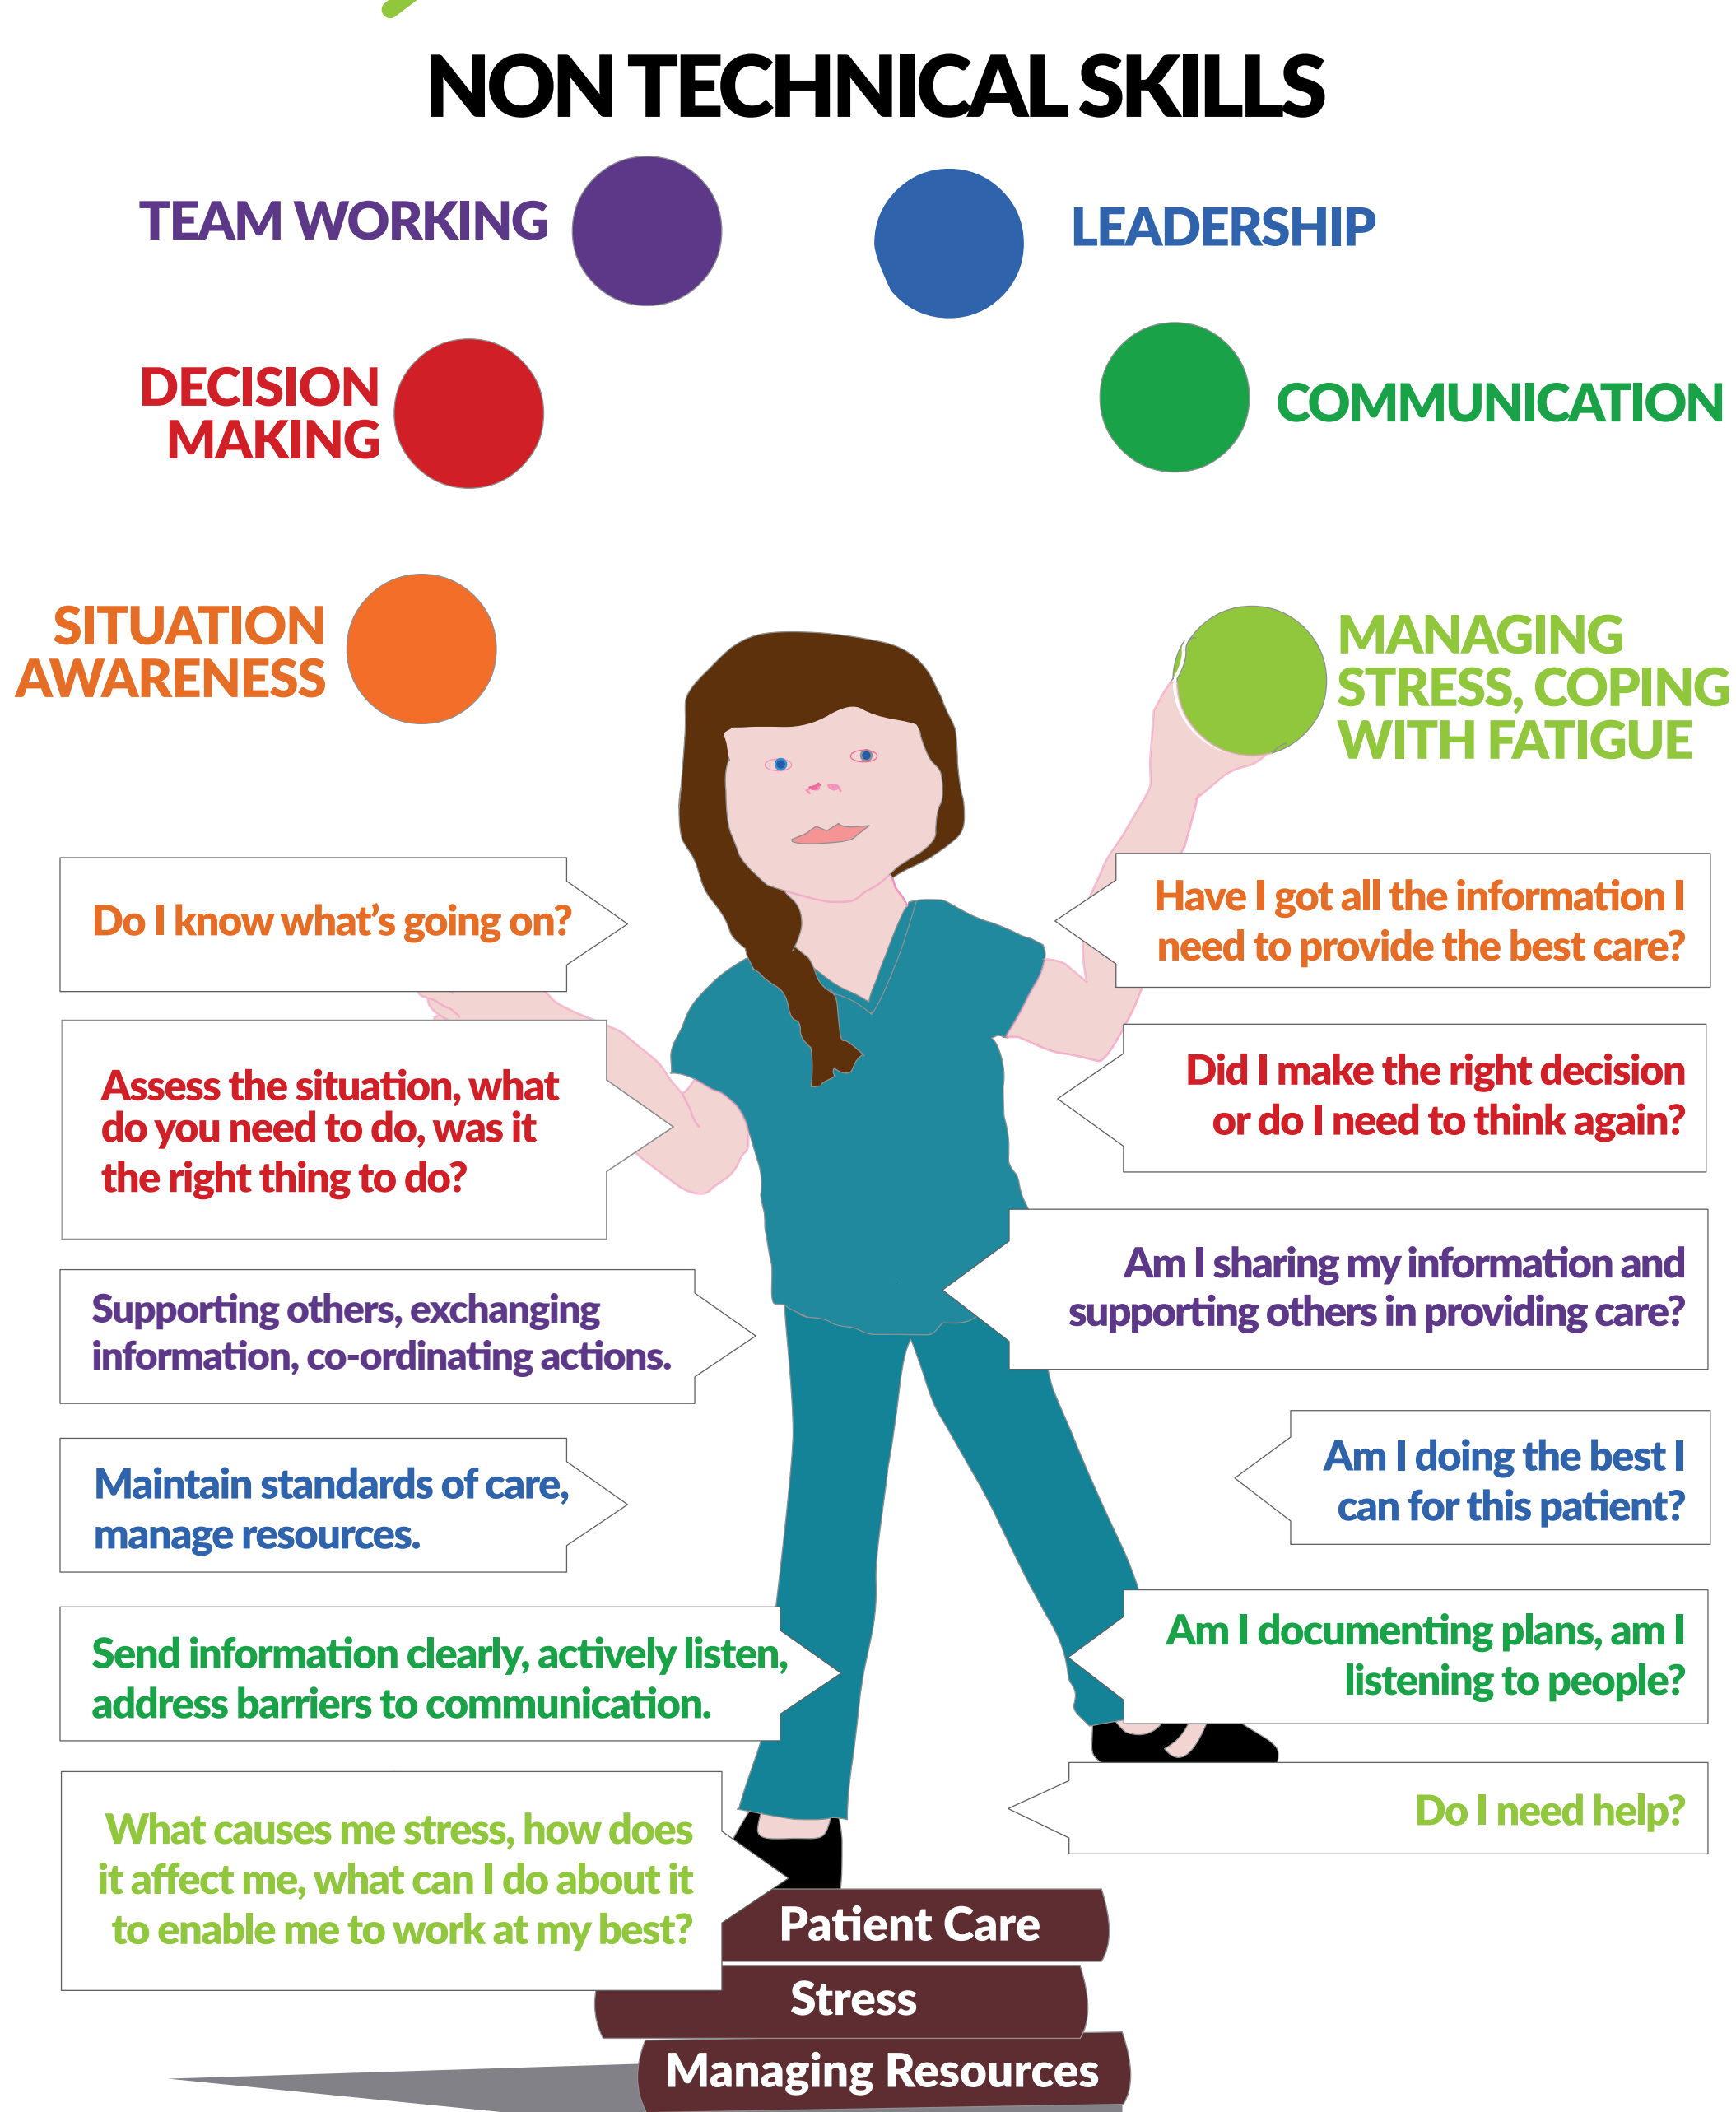 NON TECHNICAL SKILLS
TEAM WORKING
LEADERSHIP
DECISION
MAKING
COMMUNICATION
SITUATION
AWARENESS
MANAGING
STRESS, COPING
WITH FATIGUE
Do I know what's going on?
Have I got all the information I
need to provide the best care?
Assess the situation, what
do you need to do, was it
the right thing to do?
Did I make the right decision
or do I need to think again?
Supporting others, exchanging
information, co-ordinating actions.
Am I sharing my information and
supporting others in providing care?
Maintain standards of care,
manage resources.
Am I doing the best I
can for this patient?
Send information clearly, actively listen,
address barriers to communication.
Am I documenting plans, am I
listening to people?
What causes me stress, how does
it affect me, what can I do about it
to enable me to work at my best?
Do I need help?
Patient Care
Stress
Managing Resources